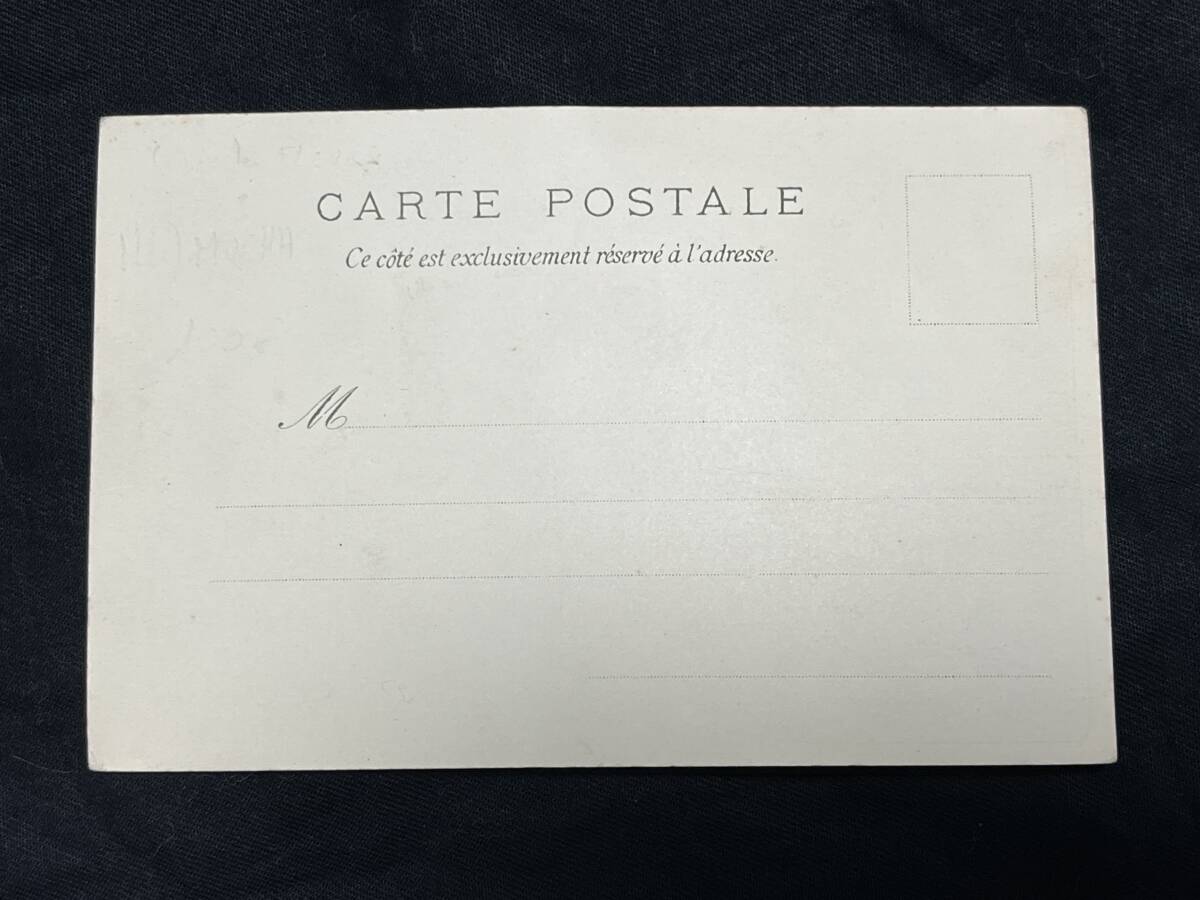 CARTE POSTALE
Ce côté est exclusivement réservé à l'adresse.
M